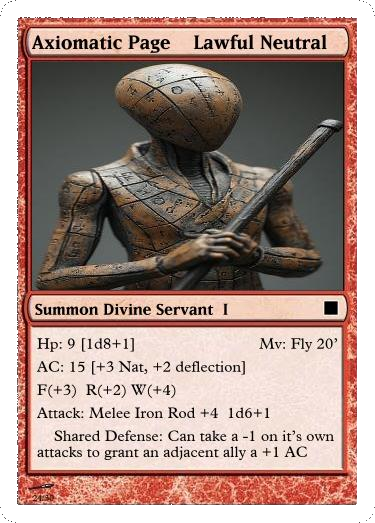 Axiomatic Page Lawful Neutral
Summon Divine Servant I
Hp: 9 [1d8+1] Mv: Fly 20'
AC: 15 [+3 Nat, +2 deflection]
F(+3) R(+2) W(+4)
Attack: Melee Iron Rod +4 1d6+1
Shared Defense: Can take a -1 on it's own
attacks to grant an adjacent ally a +1 AC